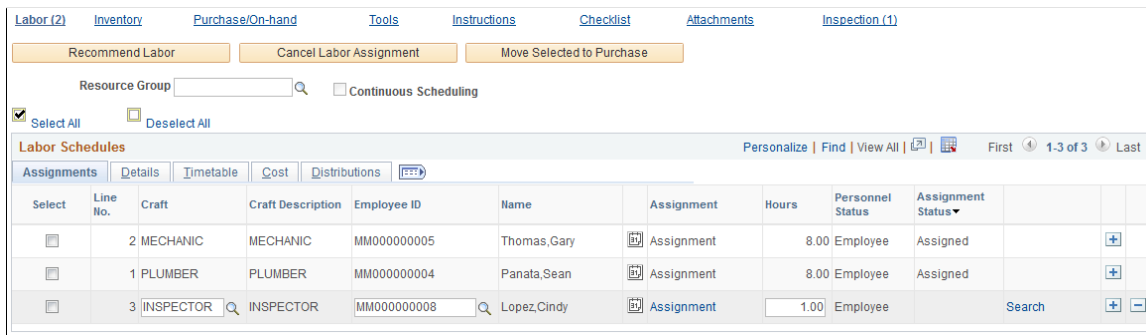 Labor (2) Inventory Purchase/On-hand Tools Instructions Checklist Attachments Inspection (1)
Recommend Labor Cancel Labor Assignment Move Selected to Purchase
Resource Group Continuous Scheduling
Select All Deselect All
Labor Schedules Personalize | Find | View All | | First 1-3 of 3 Last
Assignments Details Timetable Cost Distributions
Select Line No. Craft Craft Description Employee ID Name Assignment Hours Personnel Status Assignment Status
2 MECHANIC MECHANIC MM000000005 Thomas,Gary Assignment 8.00 Employee Assigned
1 PLUMBER PLUMBER MM000000004 Panata,Sean Assignment 8.00 Employee Assigned
3 INSPECTOR INSPECTOR MM000000008 Lopez,Cindy Assignment 1.00 Employee Search